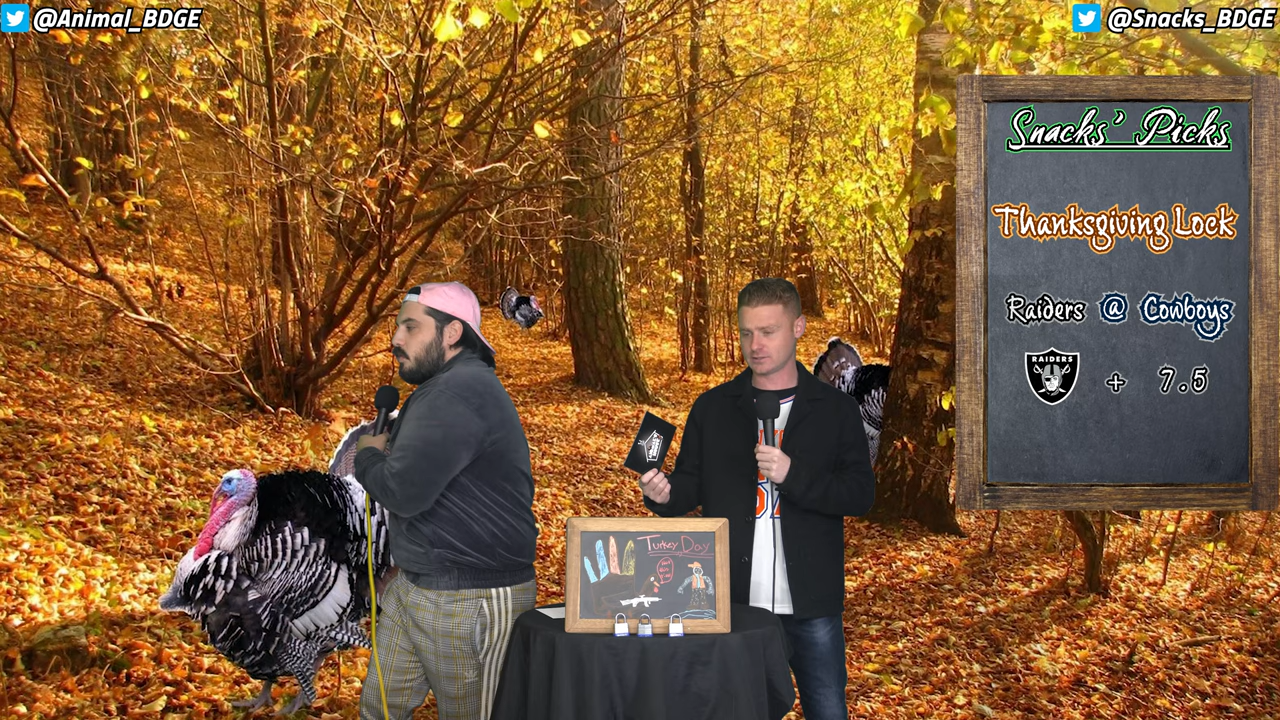 @Animal_BDGE
@Snacks_BDGE
Snacks' Picks
Thanksgiving Lock
Raiders @ Cowboys
RAIDERS
+ 7.5
Turkey Day